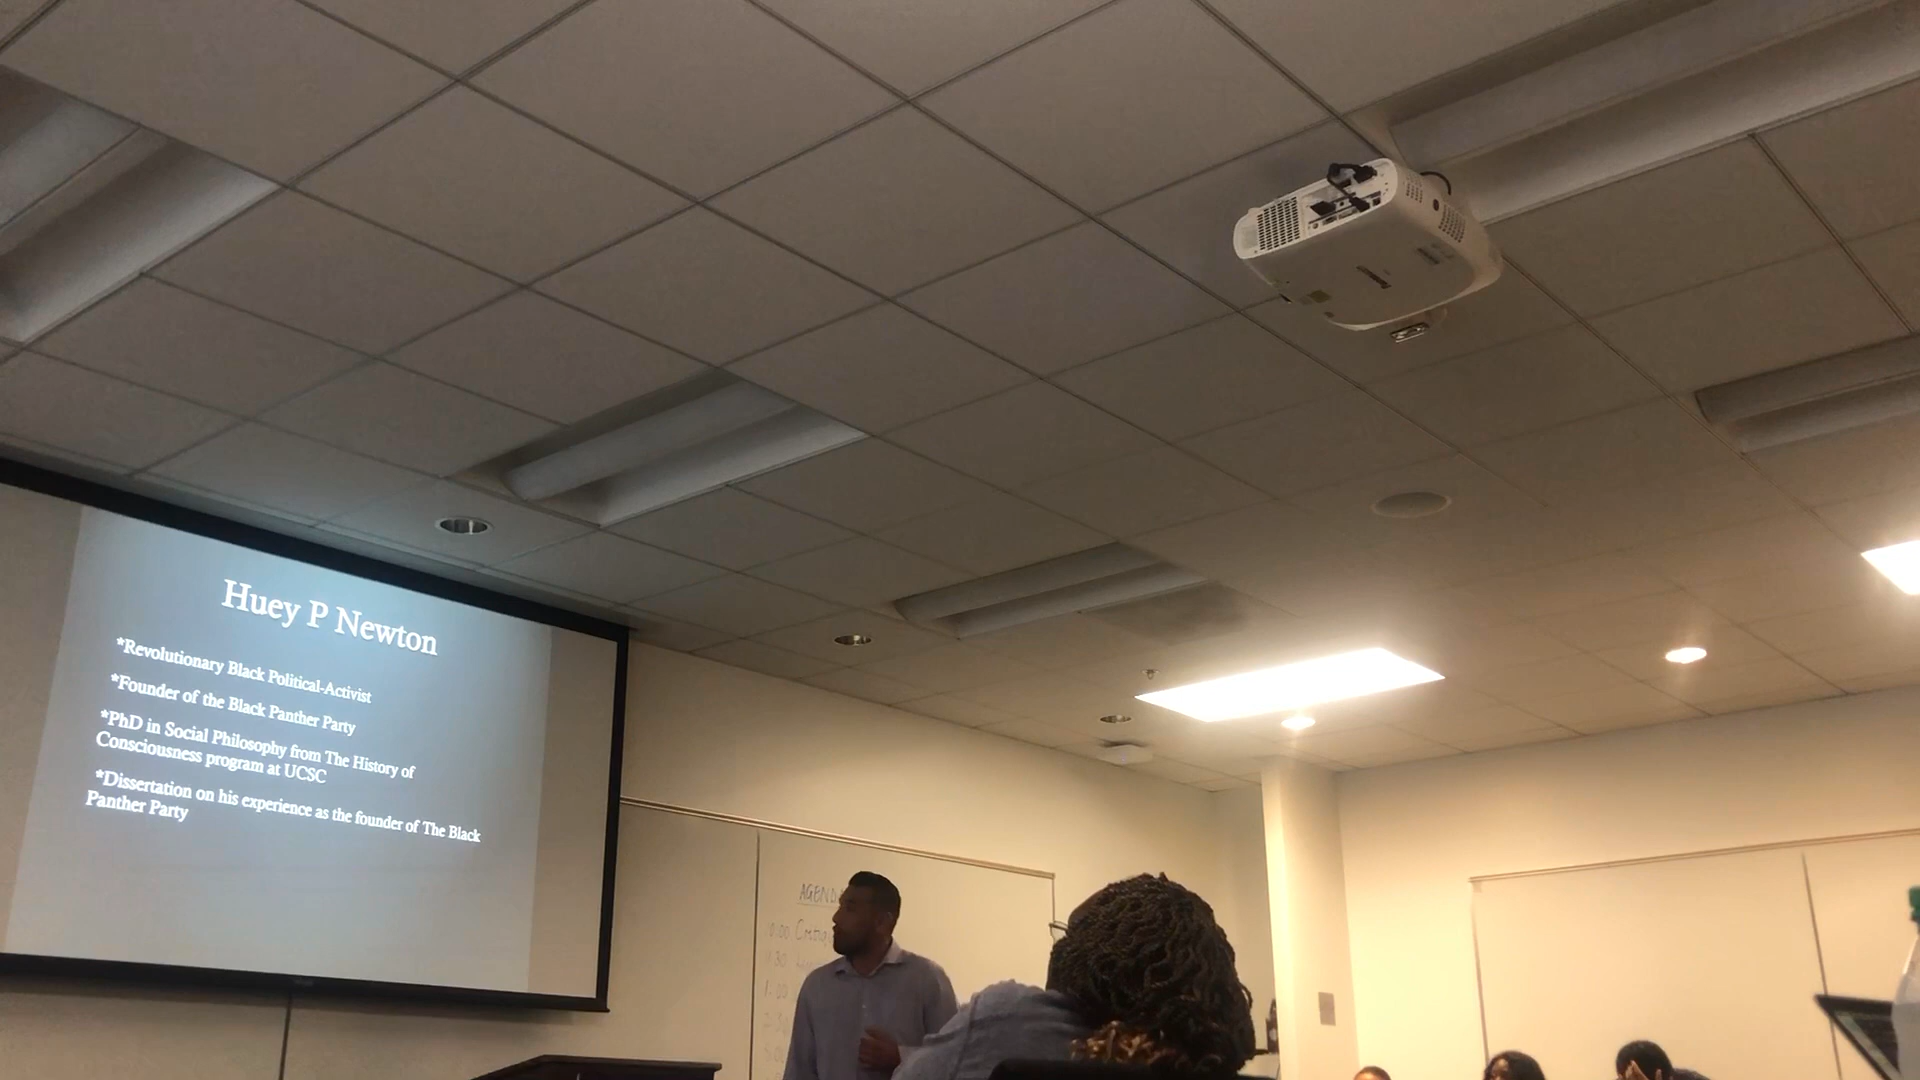 Huey P Newton
*Revolutionary Black Political-Activist
*Founder of the Black Panther Party
*PhD in Social Philosophy from The History of
Consciousness program at UCSC
*Dissertation on his experience as the founder of The Black
Panther Party
AGENDA